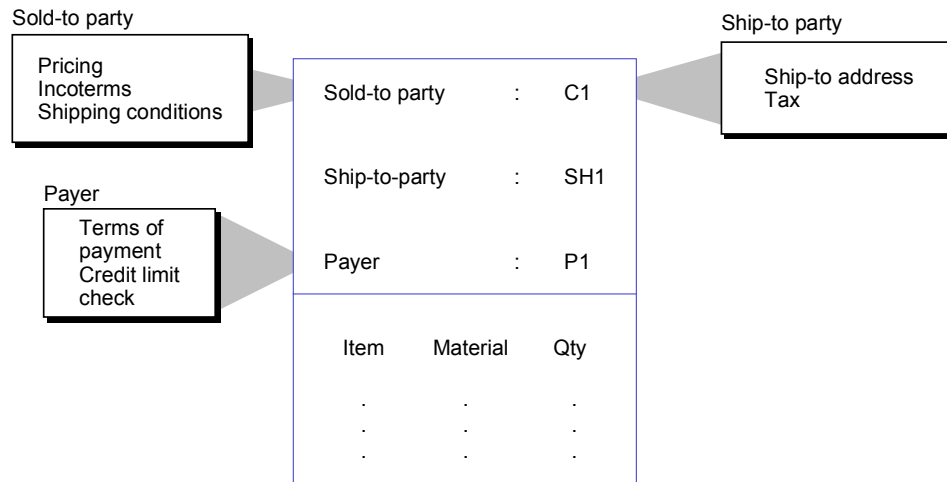 Sold-to party
Pricing
Incoterms
Shipping conditions
Ship-to party
Ship-to address
Tax
Payer
Terms of
payment
Credit limit
check
Sold-to party : C1
Ship-to-party : SH1
Payer : P1
Item Material Qty
. . .
. . .
. . .